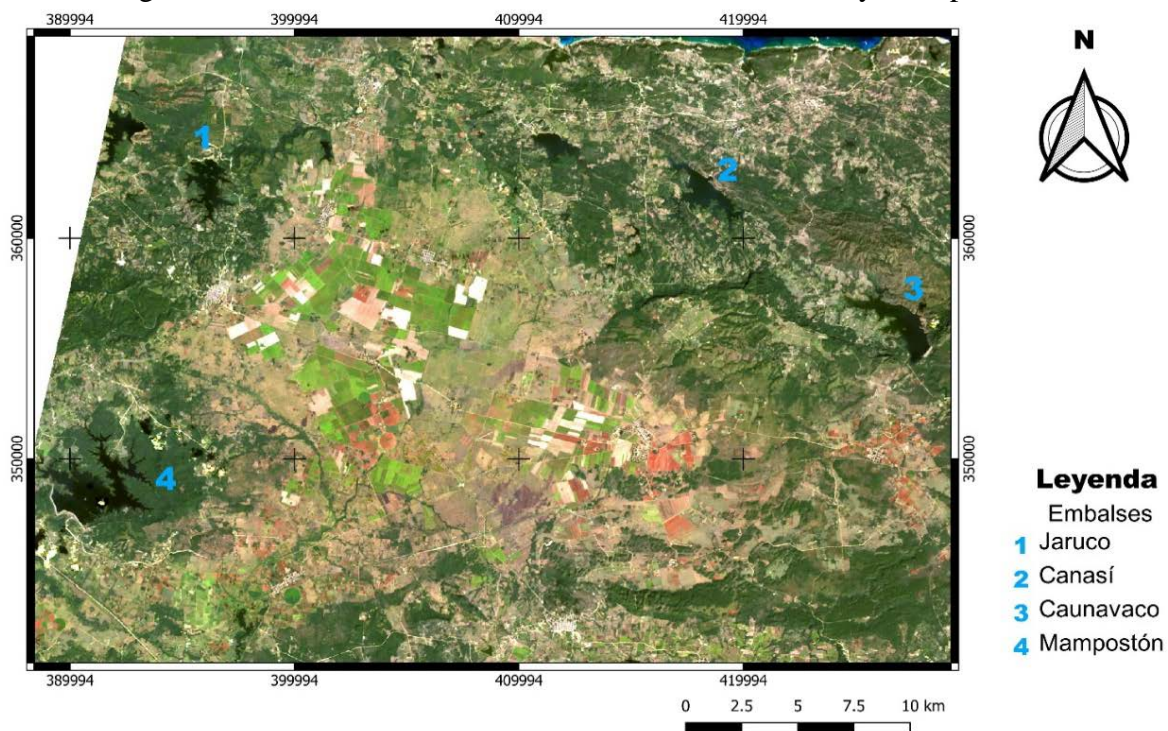 389994 399994 409994 419994
N
1
2
3
4
360000 360000
350000 350000
389994 399994 409994 419994
0 2.5 5 7.5 10 km
Leyenda
Embalses
1 Jaruco
2 Canasí
3 Caunavaco
4 Mampostón